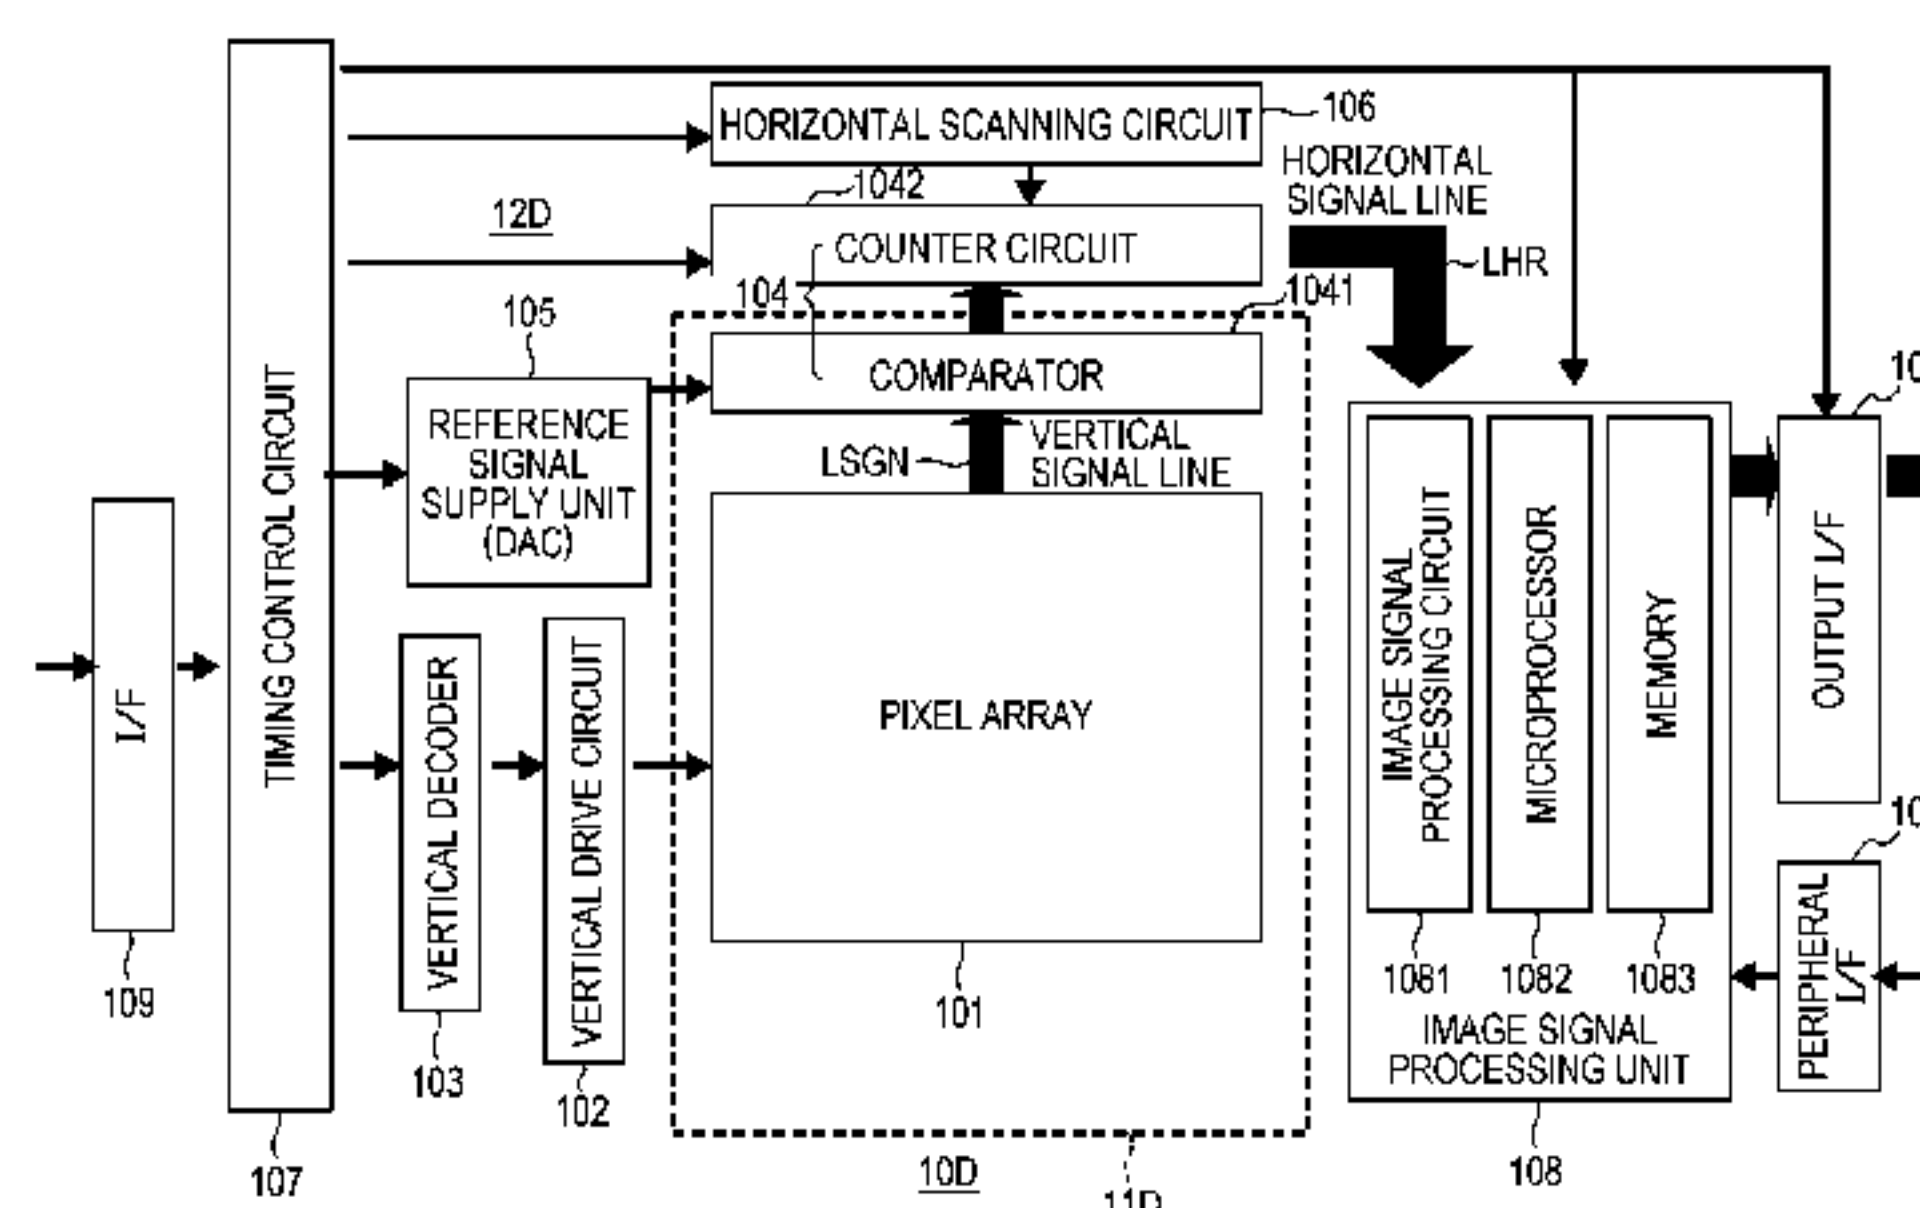 HORIZONTAL SCANNING CIRCUIT
106
HORIZONTAL
SIGNAL LINE
1042
12D
COUNTER CIRCUIT
LHR
104
1041
105
COMPARATOR
REFERENCE
SIGNAL
SUPPLY UNIT
(DAC)
LSGN
VERTICAL
SIGNAL LINE
TIMING CONTROL CIRCUIT
I/F
VERTICAL DECODER
VERTICAL DRIVE CIRCUIT
PIXEL ARRAY
IMAGE SIGNAL
PROCESSING CIRCUIT
MICROPROCESSOR
MEMORY
OUTPUT I/F
10
10
PERIPHERAL
I/F
109
103
102
107
101
1081
1082
1083
IMAGE SIGNAL
PROCESSING UNIT
108
10D
11D